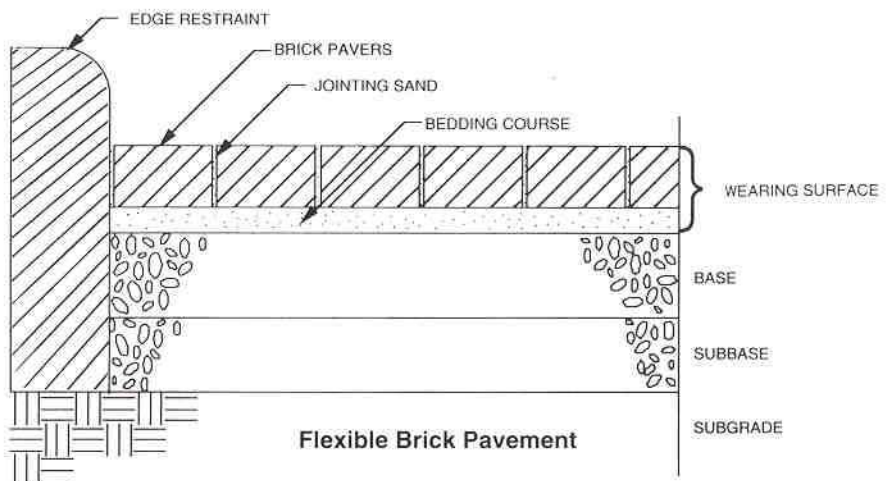 EDGE RESTRAINT
BRICK PAVERS
JOINTING SAND
BEDDING COURSE
WEARING SURFACE
BASE
SUBBASE
SUBGRADE
Flexible Brick Pavement